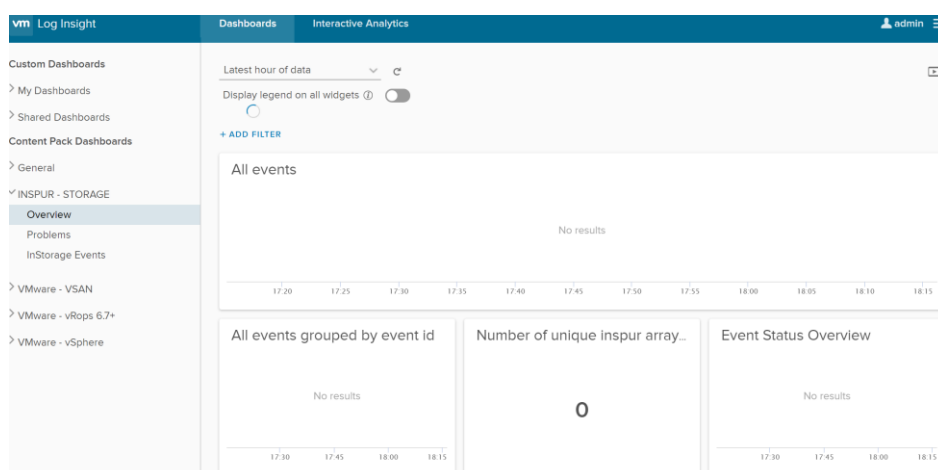 vm Log Insight
Dashboards
Interactive Analytics
admin
Custom Dashboards
My Dashboards
Shared Dashboards
Content Pack Dashboards
General
INSPUR - STORAGE
Overview
Problems
InStorage Events
VMware - VSAN
VMware - vRops 6.7+
VMware - vSphere
Latest hour of data
Display legend on all widgets
+ ADD FILTER
All events
No results
17:20 17:25 17:30 17:35 17:40 17:45 17:50 17:55 18:00 18:05 18:10 18:15
All events grouped by event id
No results
17:30 17:45 18:00 18:15
Number of unique inspur array...
0
Event Status Overview
No results
17:30 17:45 18:00 18:15